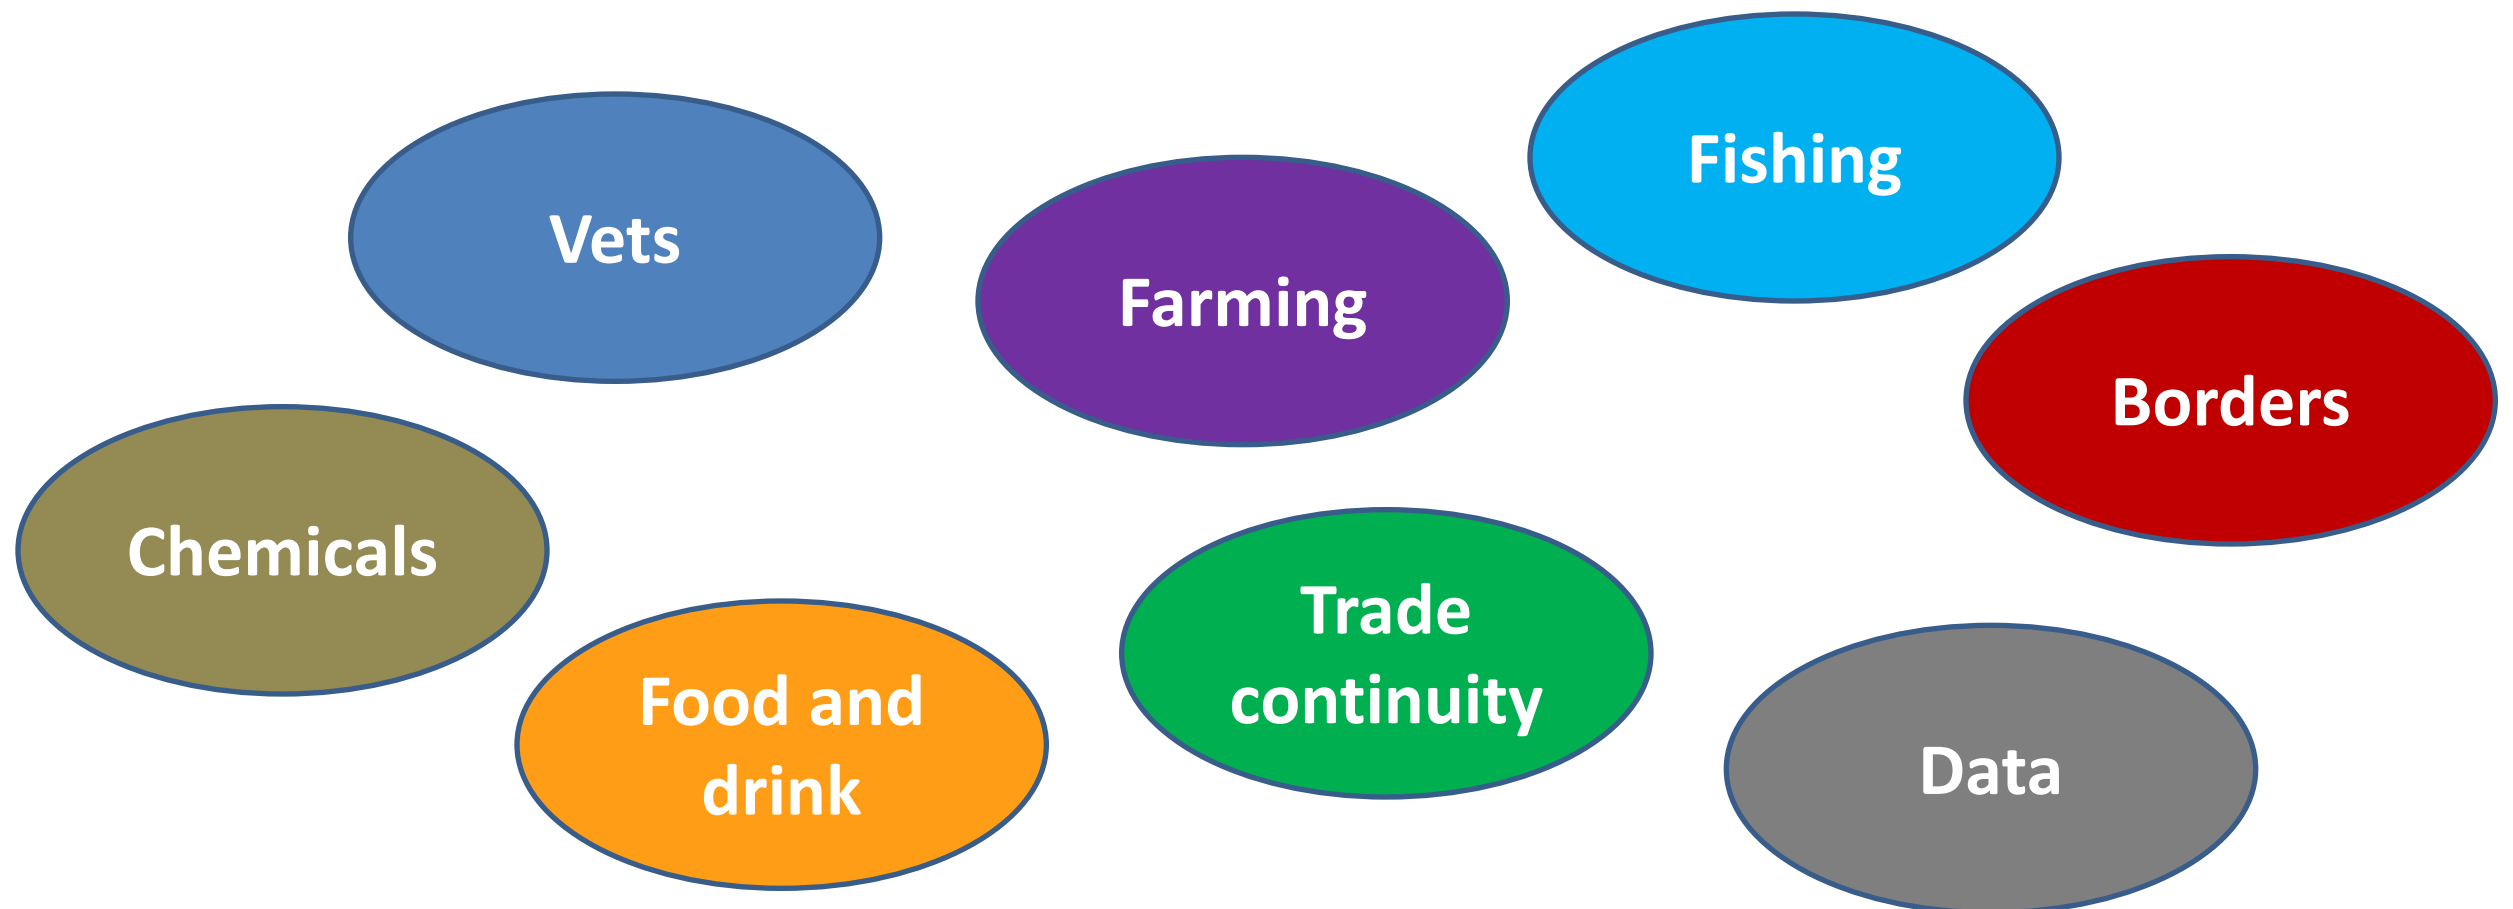 Fishing
Vets
Farming
Borders
Chemicals
Trade
continuity
Food and
drink
Data